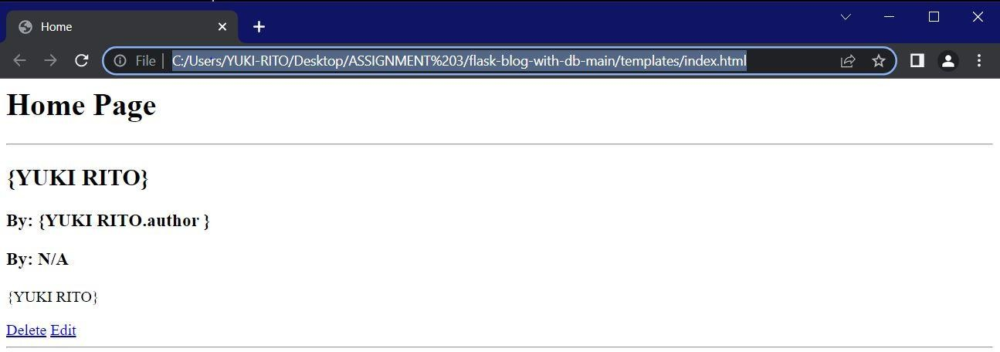 Home
File | C:/Users/YUKI-RITO/Desktop/ASSIGNMENT%203/flask-blog-with-db-main/templates/index.html
Home Page
{YUKI RITO}
By: {YUKI RITO.author }
By: N/A
{YUKI RITO}
Delete Edit